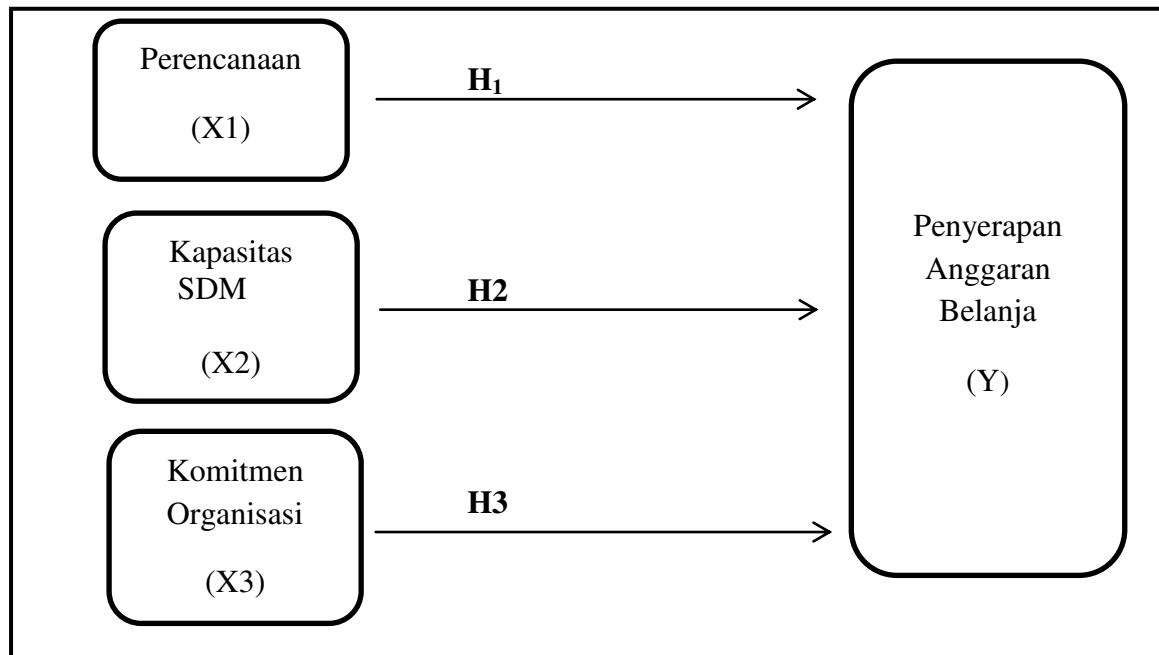 Perencanaan
(X1)
H1
Kapasitas
SDM
(X2)
H2
Komitmen
Organisasi
(X3)
H3
Penyerapan
Anggaran
Belanja
(Y)